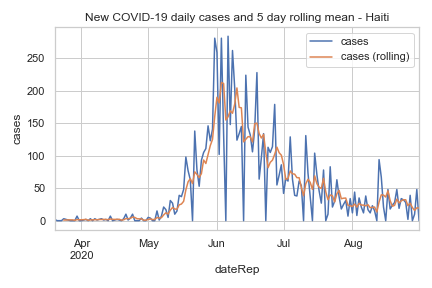 New COVID-19 daily cases and 5 day rolling mean - Haiti
cases
cases (rolling)
cases
250
200
150
100
50
0
Apr May Jun Jul Aug
2020
dateRep